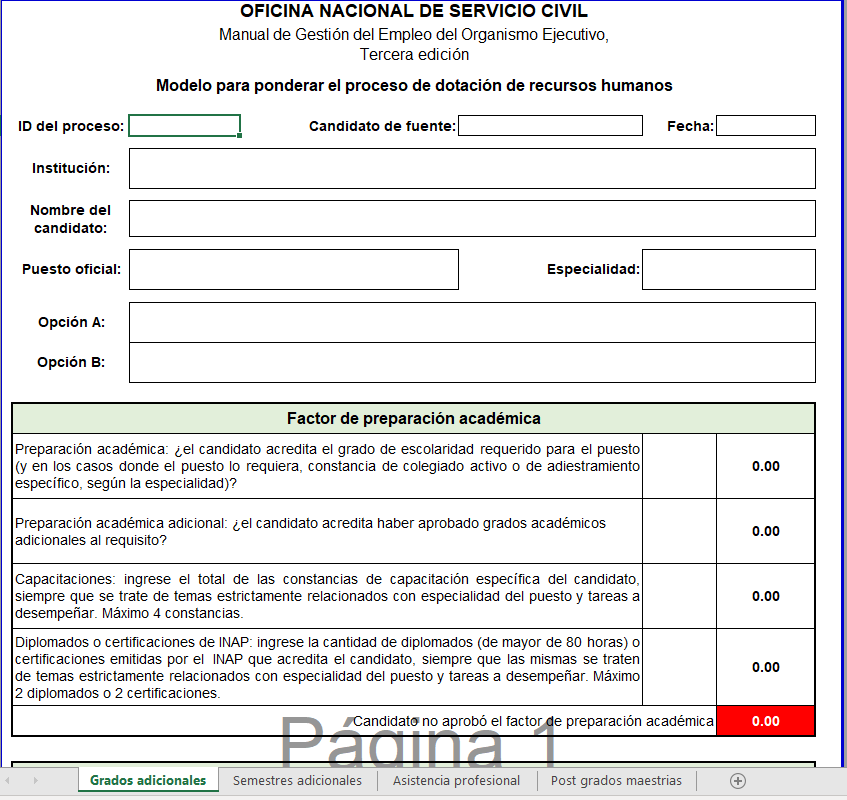 OFICINA NACIONAL DE SERVICIO CIVIL
Manual de Gestión del Empleo del Organismo Ejecutivo,
Tercera edición
Modelo para ponderar el proceso de dotación de recursos humanos
ID del proceso: Candidato de fuente: Fecha:
Institución:
Nombre del
candidato:
Puesto oficial: Especialidad:
Opción A:
Opción B:
Factor de preparación académica
Preparación académica: ¿el candidato acredita el grado de escolaridad requerido para el puesto
(y en los casos donde el puesto lo requiera, constancia de colegiado activo o de adiestramiento
específico, según la especialidad)?
0.00
Preparación académica adicional: ¿el candidato acredita haber aprobado grados académicos
adicionales al requisito?
0.00
Capacitaciones: ingrese el total de las constancias de capacitación específica del candidato,
siempre que se trate de temas estrictamente relacionados con especialidad del puesto y tareas a
desempeñar. Máximo 4 constancias.
0.00
Diplomados o certificaciones de INAP: ingrese la cantidad de diplomados (de mayor de 80 horas) o
certificaciones emitidas por el INAP que acredita el candidato, siempre que las mismas se traten
de temas estrictamente relacionados con especialidad del puesto y tareas a desempeñar. Máximo
2 diplomados o 2 certificaciones.
0.00
Candidato no aprobó el factor de preparación académica 0.00
Página 1
Grados adicionales Semestres adicionales Asistencia profesional Post grados maestrias